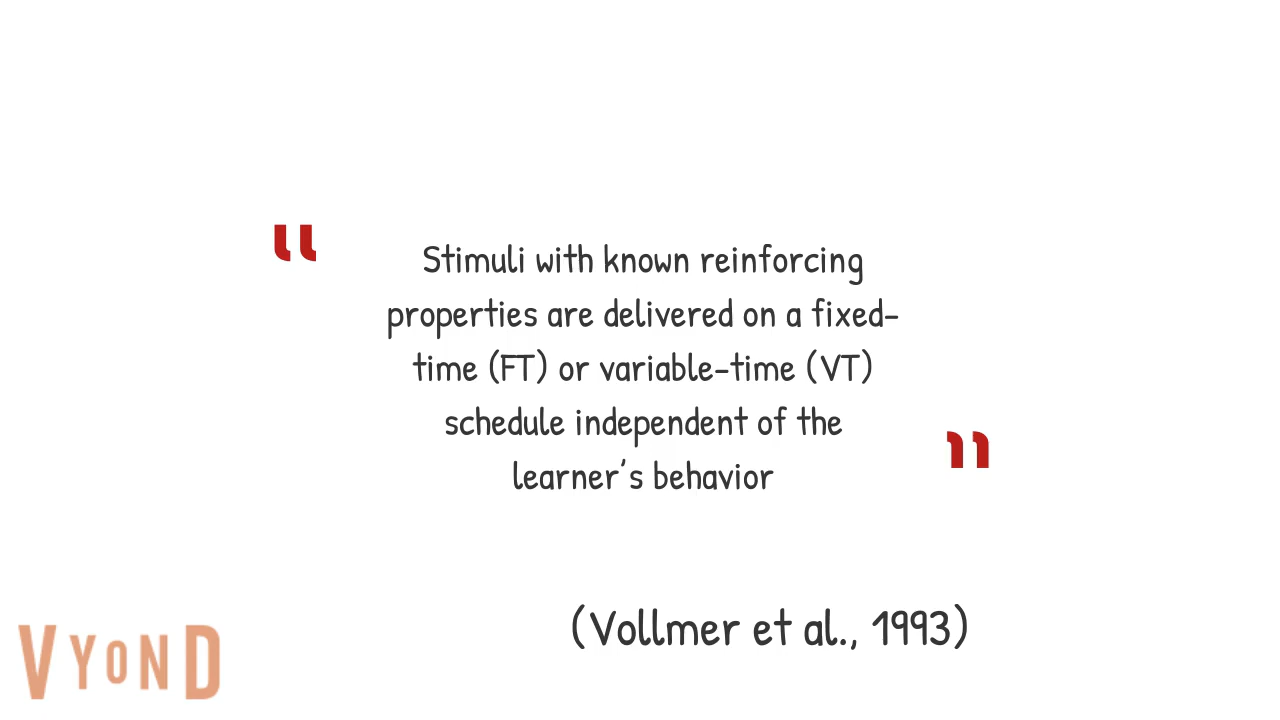 “
Stimuli with known reinforcing
properties are delivered on a fixed-
time (FT) or variable-time (VT)
schedule independent of the
learner's behavior
”
(Vollmer et al., 1993)
VYOND